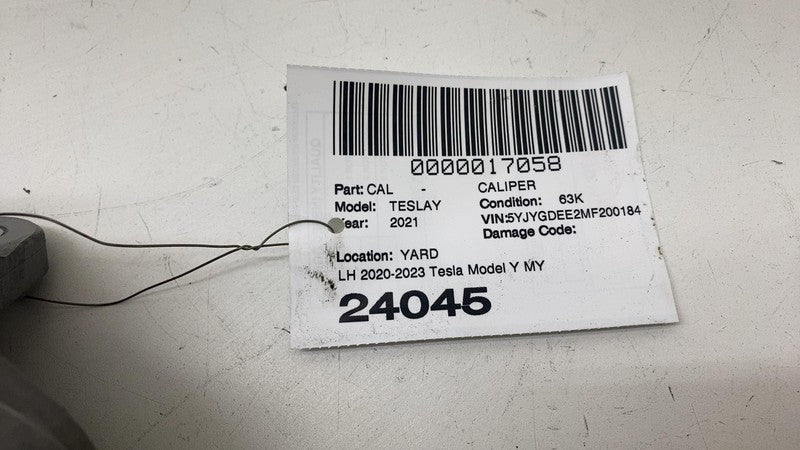 0000017058
Part: CAL - CALIPER
Model: TESLAY Condition: 63K
Year: 2021 VIN:5YJYGDEE2MF200184
Damage Code:
Location: YARD
LH 2020-2023 Tesla Model Y MY
24045